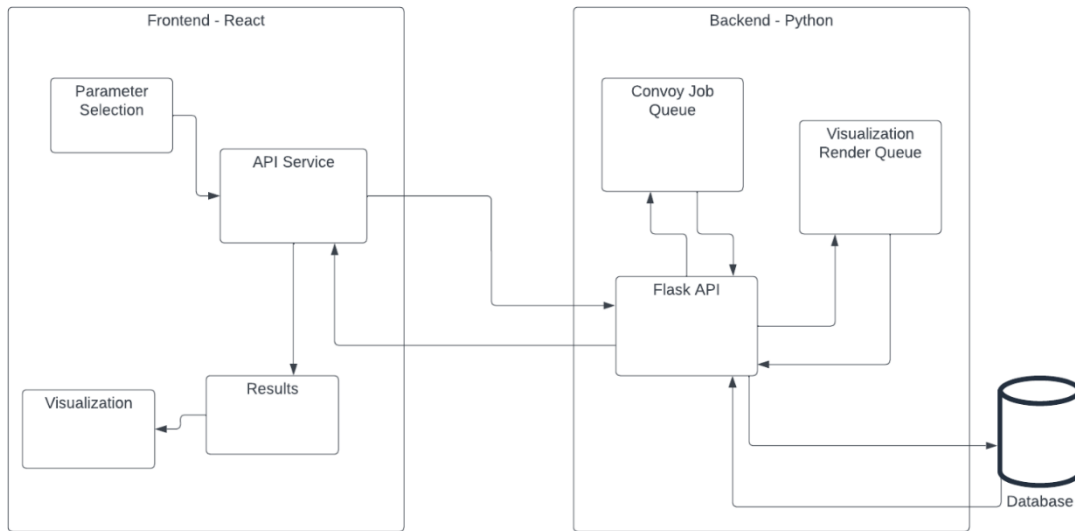 Frontend - React
Backend - Python
Parameter
Selection
API Service
Results
Visualization
Convoy Job
Queue
Visualization
Render Queue
Flask API
Database